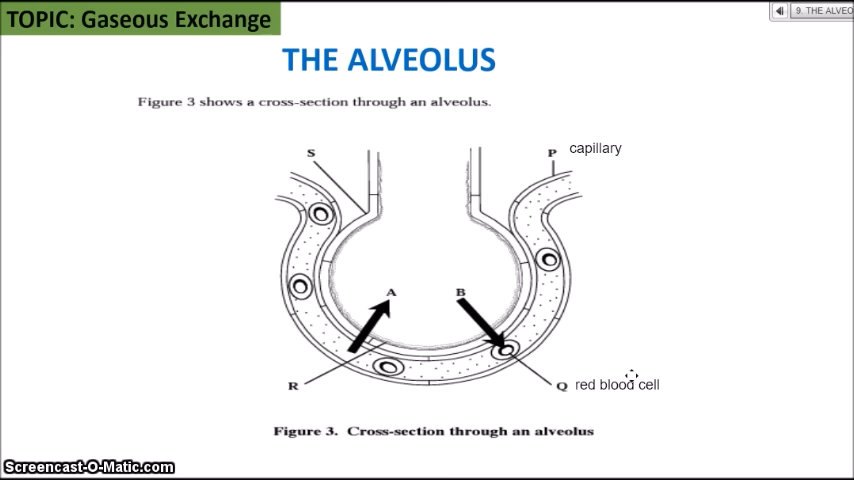 TOPIC: Gaseous Exchange
9. THE ALVEO
THE ALVEOLUS
Figure 3 shows a cross-section through an alveolus.
S
P capillary
A
B
R
Q red blood cell
Figure 3. Cross-section through an alveolus
Screencast-O-Matic.com